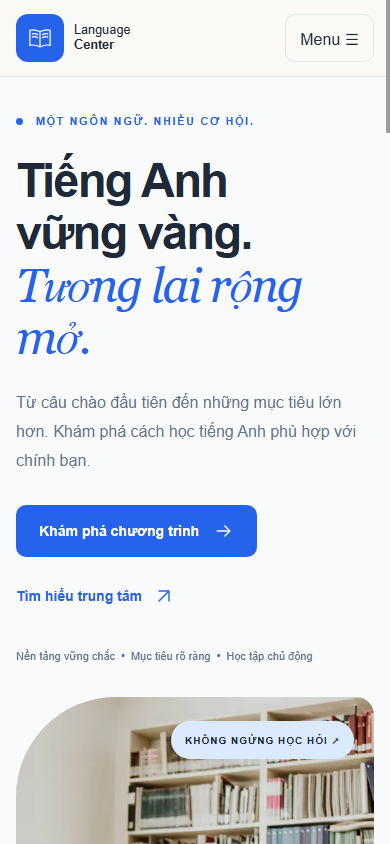 Language
Center
Menu ☰
MỘT NGÔN NGỮ. NHIỀU CƠ HỘI.
Tiếng Anh
vững vàng.
Tương lai rộng
mở.
Từ câu chào đầu tiên đến những mục tiêu lớn
hơn. Khám phá cách học tiếng Anh phù hợp với
chính bạn.
Khám phá chương trình →
Tìm hiểu trung tâm ↗
Nền tảng vững chắc • Mục tiêu rõ ràng • Học tập chủ động
KHÔNG NGỪNG HỌC HỎI ↗